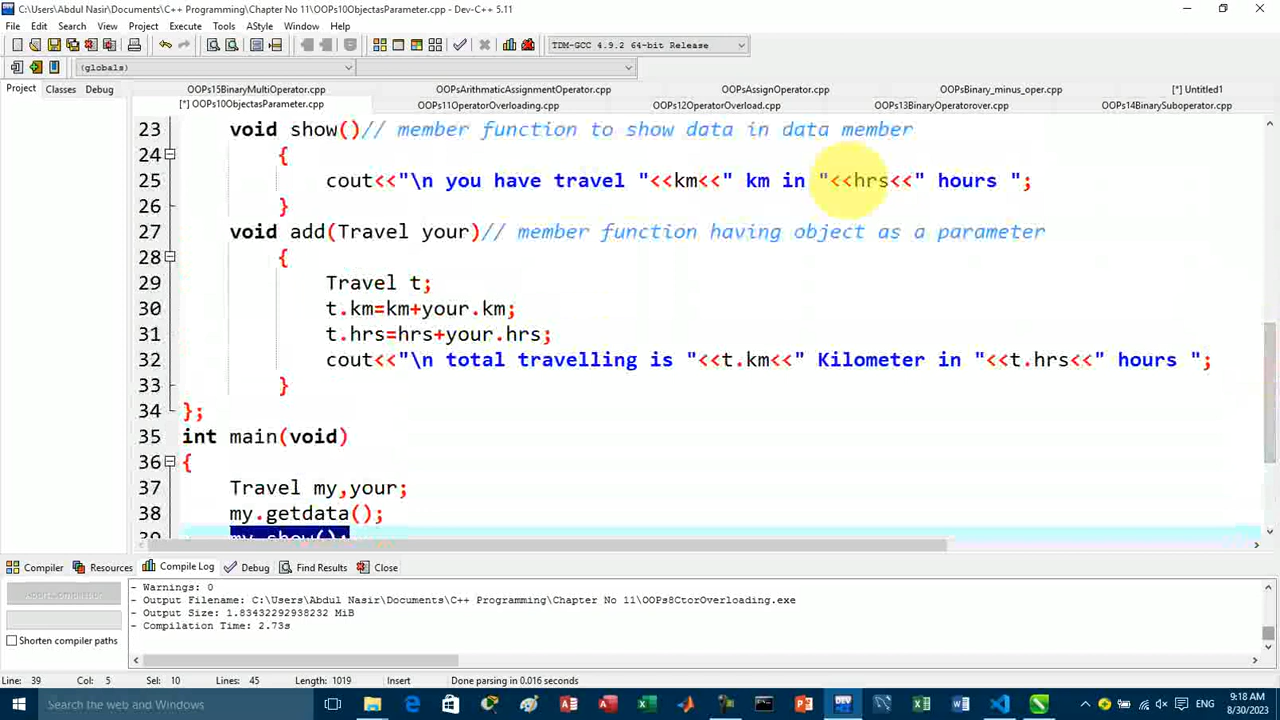 C:\Users\Abdul Nasir\Documents\C++ Programming\Chapter No 11\OOPs10ObjectasParameter.cpp - Dev-C++ 5.11
File Edit Search View Project Execute Tools AStyle Window Help
TDM-GCC 4.9.2 64-bit Release
(globals)
Project Classes Debug
OOPs15BinaryMultiOperator.cpp OOPsArithmaticAssignmentOperator.cpp OOPsAssignOperator.cpp OOPsBinary_minus_oper.cpp [*] Untitled1
[*] OOPs10ObjectasParameter.cpp OOPs11OperatorOverloading.cpp OOPs12OperatorOverload.cpp OOPs13BinaryOperatorover.cpp OOPs14BinarySuboperator.cpp
23 void show()// member function to show data in data member
24 {
25 cout<<"\n you have travel "<<km<<" km in "<<hrs<<" hours ";
26 }
27 void add(Travel your)// member function having object as a parameter
28 {
29 Travel t;
30 t.km=km+your.km;
31 t.hrs=hrs+your.hrs;
32 cout<<"\n total travelling is "<<t.km<<" Kilometer in "<<t.hrs<<" hours ";
33 }
34 };
35 int main(void)
36 {
37 Travel my,your;
38 my.getdata();
39 my.show();
Compiler Resources Compile Log Debug Find Results Close
- Warnings: 0
- Output Filename: C:\Users\Abdul Nasir\Documents\C++ Programming\Chapter No 11\OOPs8CtorOverloading.exe
- Output Size: 1.83432292938232 MiB
- Compilation Time: 2.73s
Abort Compilation
Shorten compiler paths
Line: 39 Col: 5 Sel: 10 Lines: 45 Length: 1019 Insert Done parsing in 0.016 seconds
Search the web and Windows
DEV
ENG
9:18 AM
8/30/2023